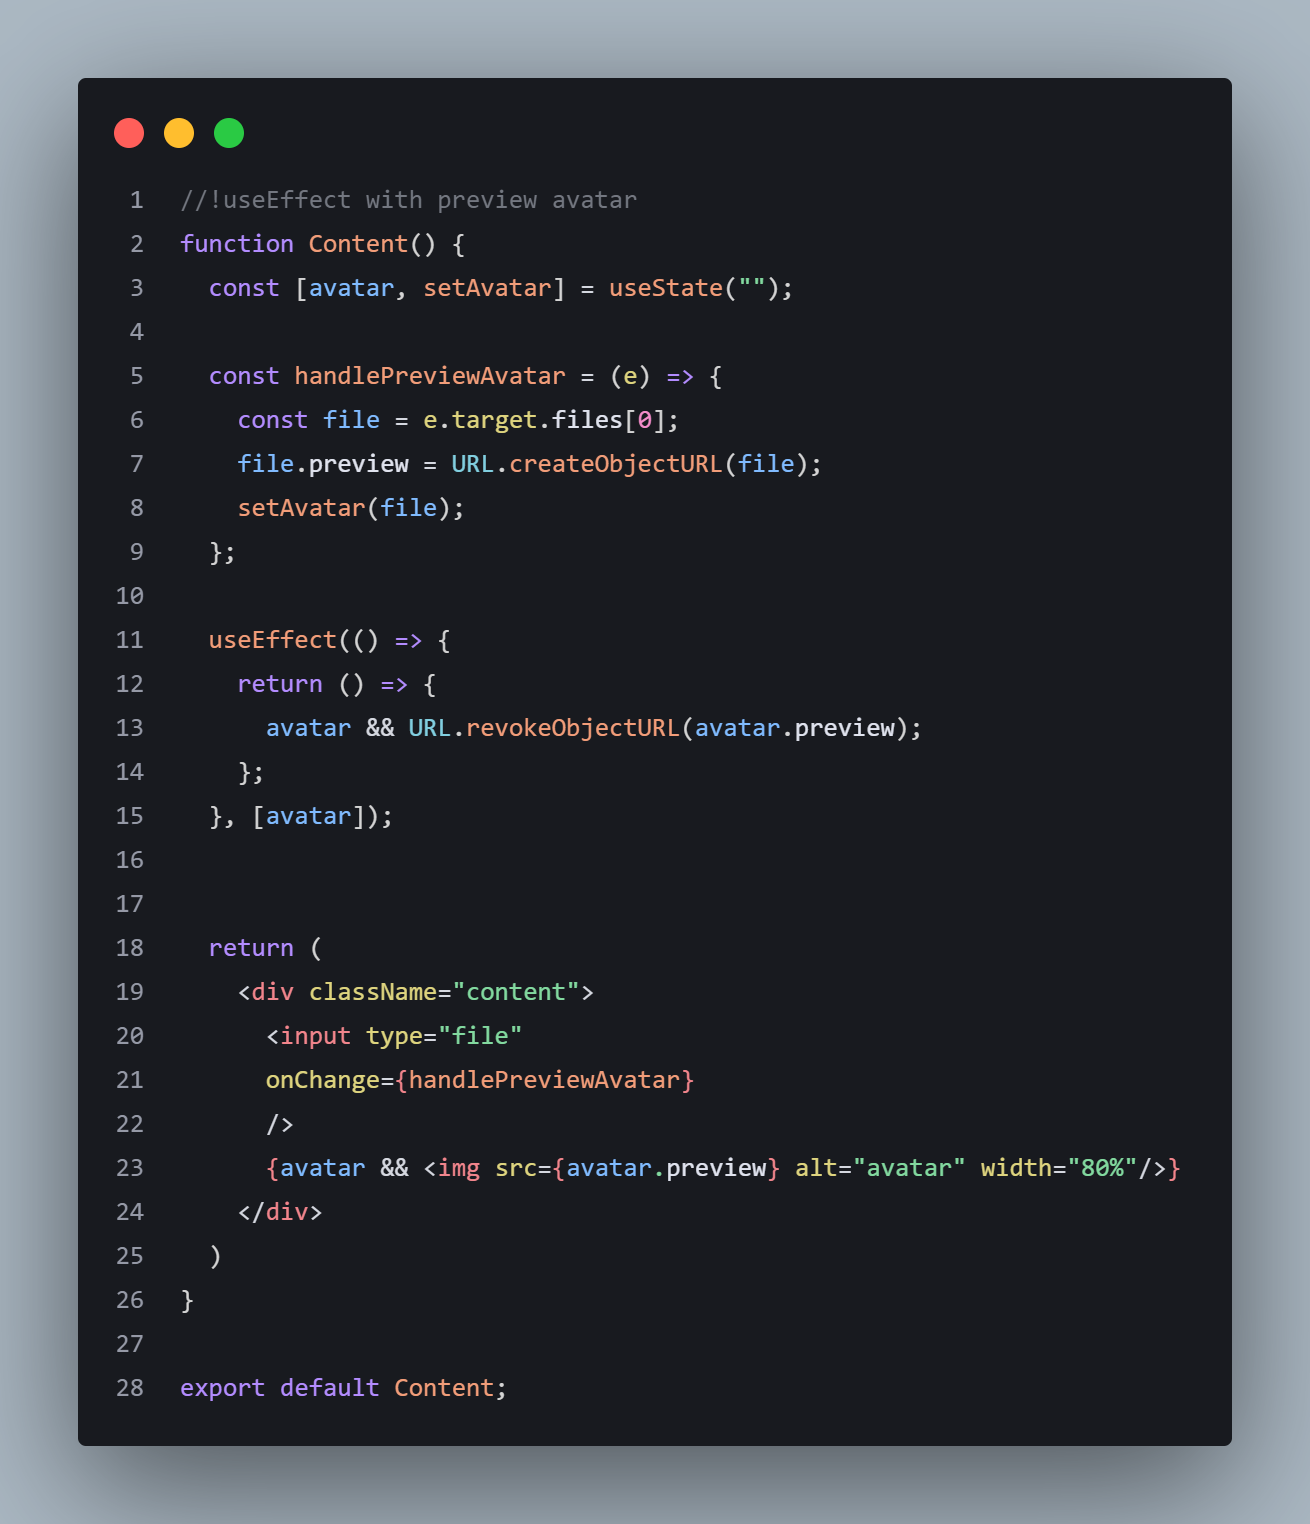 1 //!useEffect with preview avatar
2 function Content() {
3   const [avatar, setAvatar] = useState("");
4
5   const handlePreviewAvatar = (e) => {
6     const file = e.target.files[0];
7     file.preview = URL.createObjectURL(file);
8     setAvatar(file);
9   };
10
11   useEffect(() => {
12     return () => {
13       avatar && URL.revokeObjectURL(avatar.preview);
14     };
15   }, [avatar]);
16
17
18   return (
19     <div className="content">
20       <input type="file"
21       onChange={handlePreviewAvatar}
22       />
23       {avatar && <img src={avatar.preview} alt="avatar" width="80%"/>}
24     </div>
25   )
26 }
27
28 export default Content;